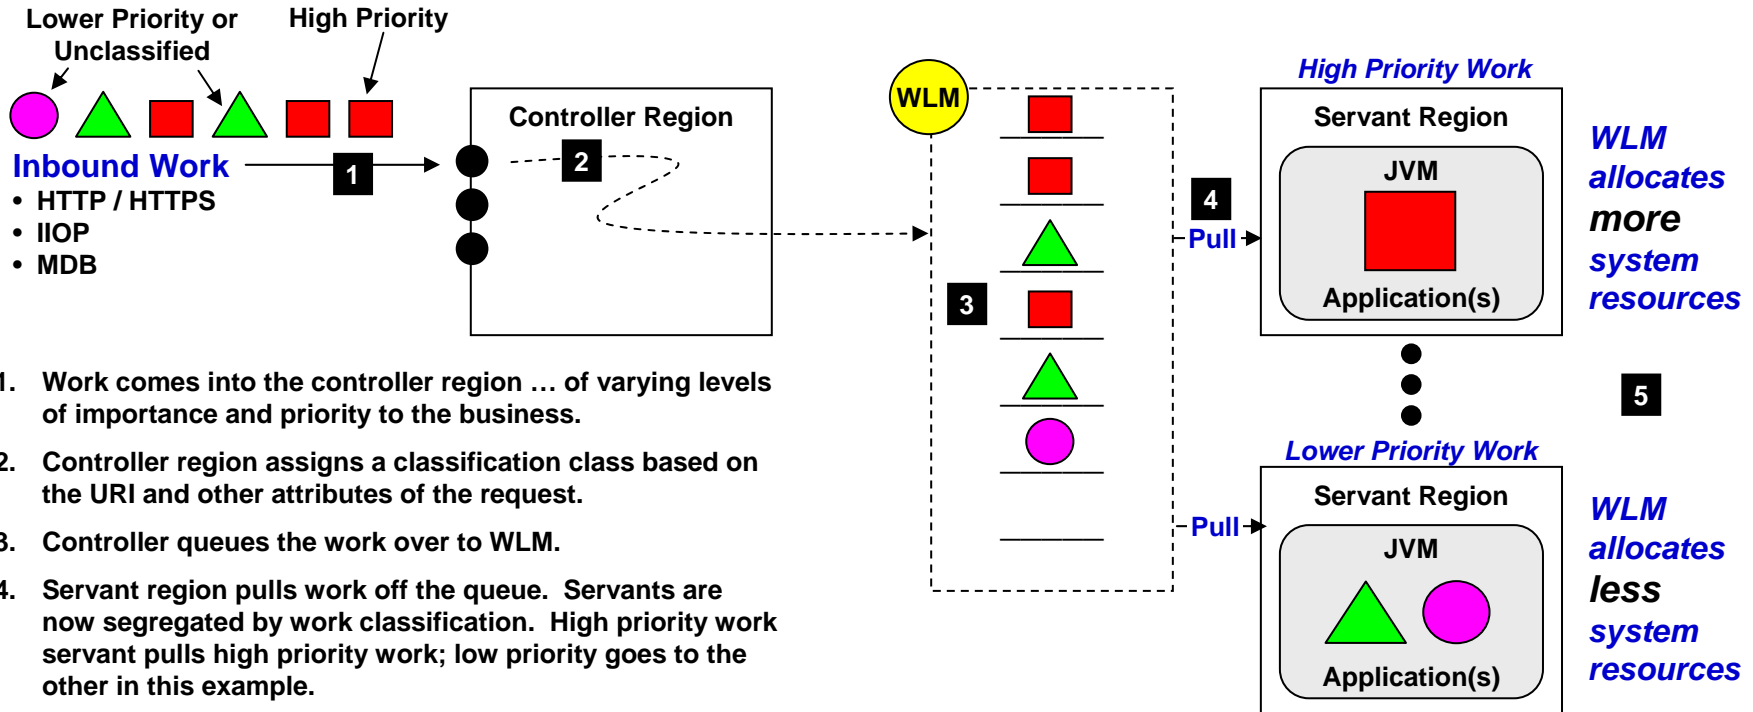 Lower Priority or
Unclassified
High Priority
Inbound Work
• HTTP / HTTPS
• IIOP
• MDB
1
Controller Region
2
WLM
3
4
Pull
High Priority Work
Servant Region
JVM
Application(s)
WLM
allocates
more
system
resources
5
Pull
Lower Priority Work
Servant Region
JVM
Application(s)
WLM
allocates
less
system
resources
1. Work comes into the controller region … of varying levels
of importance and priority to the business.
2. Controller region assigns a classification class based on
the URI and other attributes of the request.
3. Controller queues the work over to WLM.
4. Servant region pulls work off the queue. Servants are
now segregated by work classification. High priority work
servant pulls high priority work; low priority goes to the
other in this example.